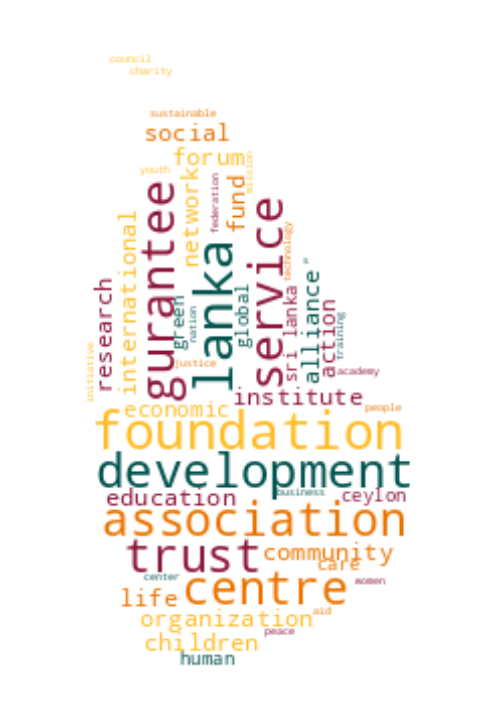 council
charity
sustainable
social
forum
mission
youth
network
federation
fund
gurantee
service
international
lanka
technology
research
green
nation
global
sri lanka
alliance
action
training
initiative
justice
academy
institute
economic
people
foundation
development
business
education
ceylon
association
trust
community
care
center
women
life
centre
aid
organization
peace
children
human